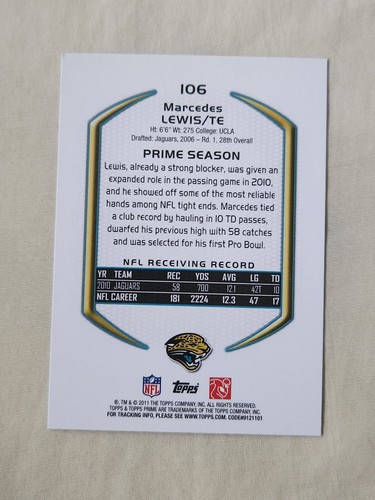 106
Marcedes
LEWIS/TE
Ht: 6'6" Wt: 275 College: UCLA
Drafted: Jaguars, 2006 – Rd. 1, 28th Overall
PRIME SEASON
Lewis, already a strong blocker, was given an
expanded role in the passing game in 2010,
and he showed off some of the most reliable
hands among NFL tight ends. Marcedes tied
a club record by hauling in 10 TD passes,
dwarfed his previous high with 58 catches
and was selected for his first Pro Bowl.
NFL RECEIVING RECORD
YR TEAM REC YDS AVG LG TD
2010 JAGUARS 58 700 12.1 42T 10
NFL CAREER 181 2224 12.3 47 17
NFL Topps
®, TM & © 2011 THE TOPPS COMPANY, INC. ALL RIGHTS RESERVED.
TOPPS & TOPPS PRIME ARE TRADEMARKS OF THE TOPPS COMPANY, INC.
FOR TRACKING INFO, PLEASE SEE WWW.TOPPS.COM. CODE#9121101